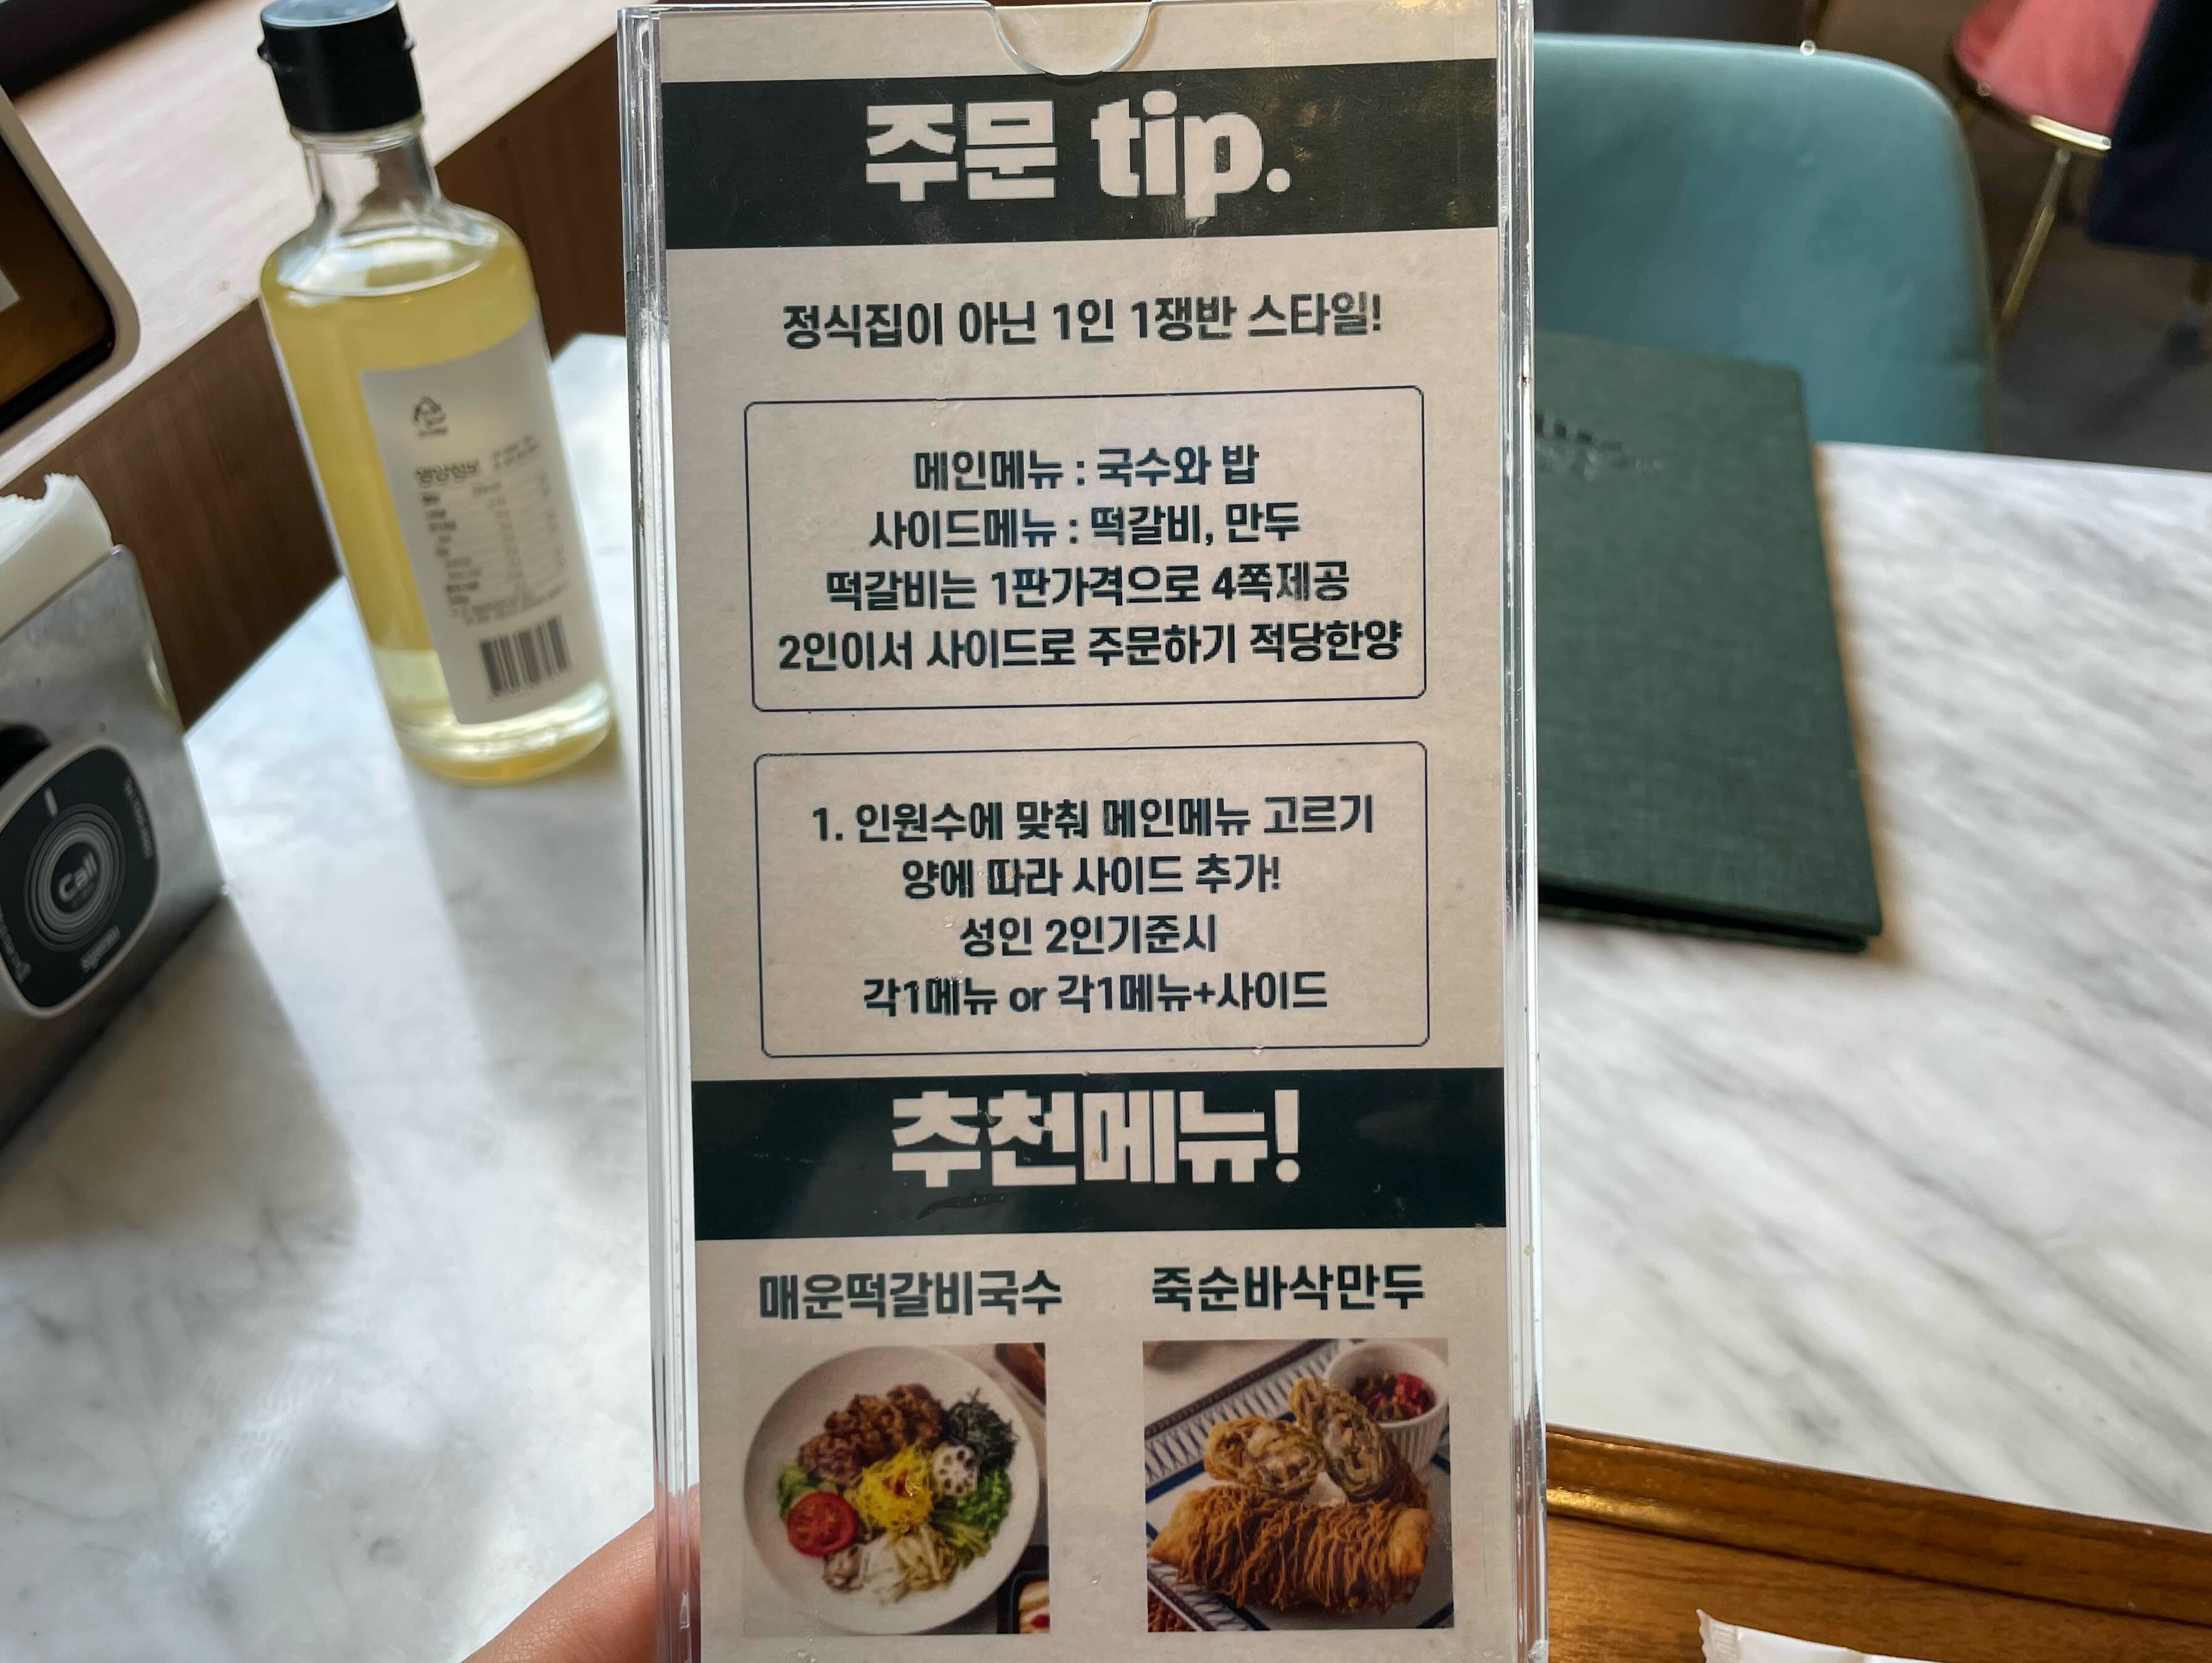 주문 tip.
정식집이 아닌 1인 1쟁반 스타일!
메인메뉴 : 국수와 밥
사이드메뉴 : 떡갈비, 만두
떡갈비는 1판가격으로 4쪽제공
2인이서 사이드로 주문하기 적당한양
1. 인원수에 맞춰 메인메뉴 고르기
양에 따라 사이드 추가!
성인 2인기준시
각1메뉴 or 각1메뉴+사이드
추천메뉴!
매운떡갈비국수
죽순바삭만두
영양정보
Call